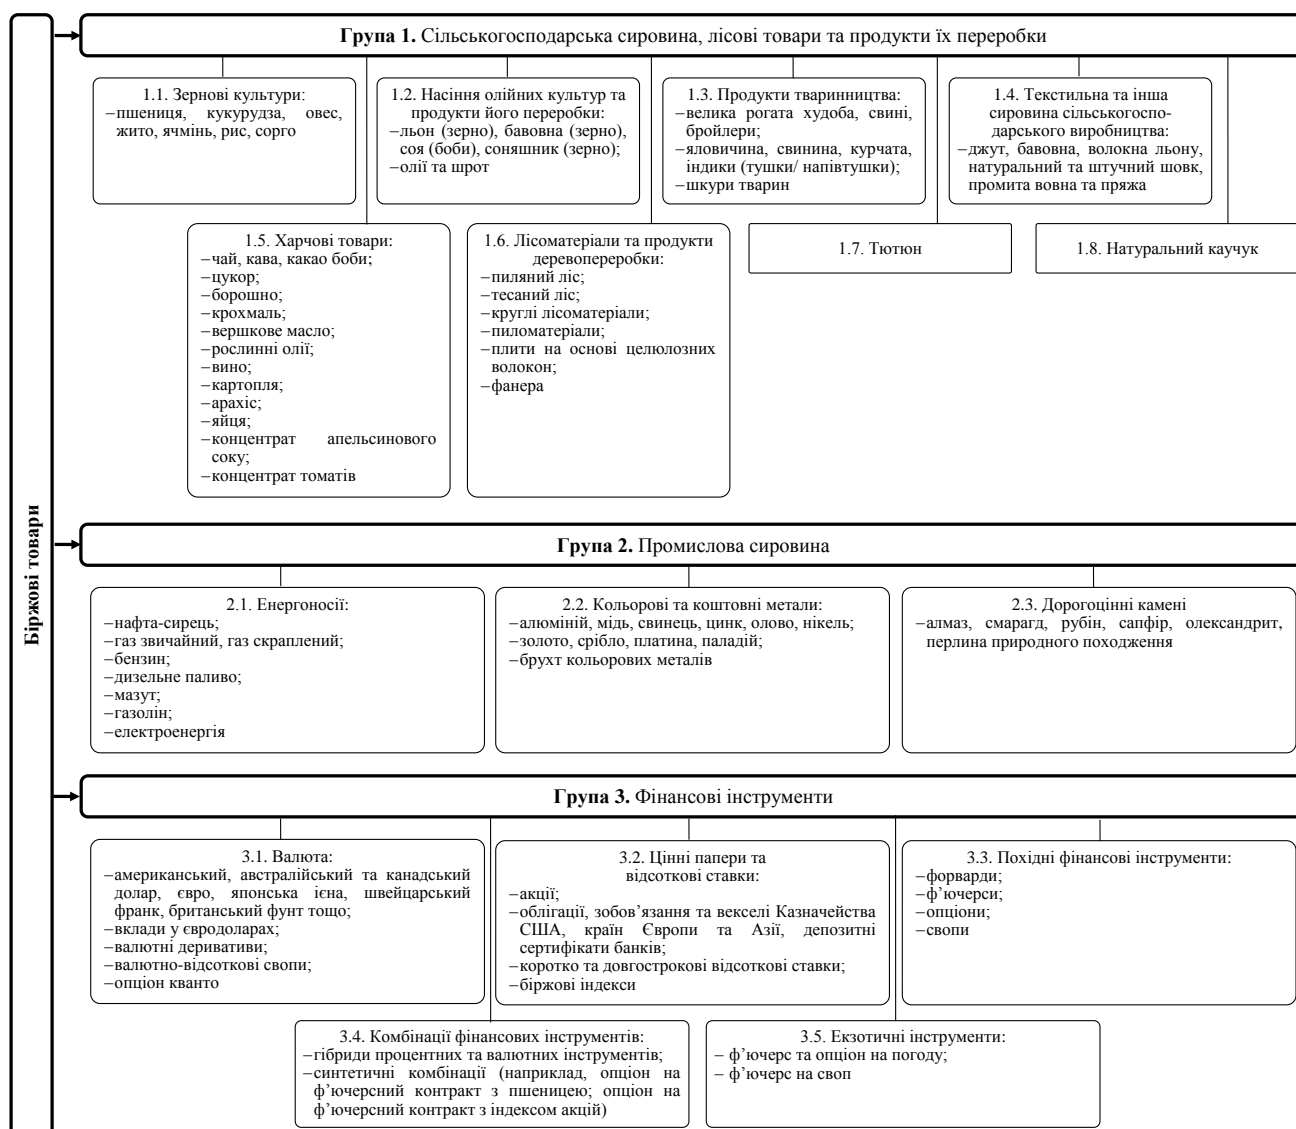 Біржові товари
Група 1. Сільськогосподарська сировина, лісові товари та продукти їх переробки
1.1. Зернові культури:
–пшениця, кукурудза, овес,
жито, ячмінь, рис, сорго
1.2. Насіння олійних культур та
продукти його переробки:
–льон (зерно), бавовна (зерно),
соя (боби), соняшник (зерно);
–олії та шрот
1.3. Продукти тваринництва:
–велика рогата худоба, свині,
бройлери;
–яловичина, свинина, курчата,
індики (тушки/ напівтушки);
–шкури тварин
1.4. Текстильна та інша
сировина сільськогоспо-
дарського виробництва:
–джут, бавовна, волокна льону,
натуральний та штучний шовк,
промита вовна та пряжа
1.5. Харчові товари:
–чай, кава, какао боби;
–цукор;
–борошно;
–крохмаль;
–вершкове масло;
–рослинні олії;
–вино;
–картопля;
–арахіс;
–яйця;
–концентрат апельсинового
соку;
–концентрат томатів
1.6. Лісоматеріали та продукти
деревопереробки:
–пиляний ліс;
–тесаний ліс;
–круглі лісоматеріали;
–пиломатеріали;
–плити на основі целюлозних
волокон;
–фанера
1.7. Тютюн
1.8. Натуральний каучук
Група 2. Промислова сировина
2.1. Енергоносії:
–нафта-сирець;
–газ звичайний, газ скраплений;
–бензин;
–дизельне паливо;
–мазут;
–газолін;
–електроенергія
2.2. Кольорові та коштовні метали:
–алюміній, мідь, свинець, цинк, олово, нікель;
–золото, срібло, платина, паладій;
–брухт кольорових металів
2.3. Дорогоцінні камені
–алмаз, смарагд, рубін, сапфір, олександрит,
перлина природного походження
Група 3. Фінансові інструменти
3.1. Валюта:
–американський, австралійський та канадський
долар, євро, японська ієна, швейцарський
франк, британський фунт тощо;
–вклади у євродоларах;
–валютні деривативи;
–валютно-відсоткові свопи;
–опціон кванто
3.2. Цінні папери та
відсоткові ставки:
–акції;
–облігації, зобов’язання та векселі Казначейства
США, країн Європи та Азії, депозитні
сертифікати банків;
–коротко та довгострокові відсоткові ставки;
–біржові індекси
3.3. Похідні фінансові інструменти:
–форварди;
–ф’ючерси;
–опціони;
–свопи
3.4. Комбінації фінансових інструментів:
–гібриди процентних та валютних інструментів;
–синтетичні комбінації (наприклад, опціон на
ф’ючерсний контракт з пшеницею; опціон на
ф’ючерсний контракт з індексом акцій)
3.5. Екзотичні інструменти:
– ф’ючерс та опціон на погоду;
– ф’ючерс на своп